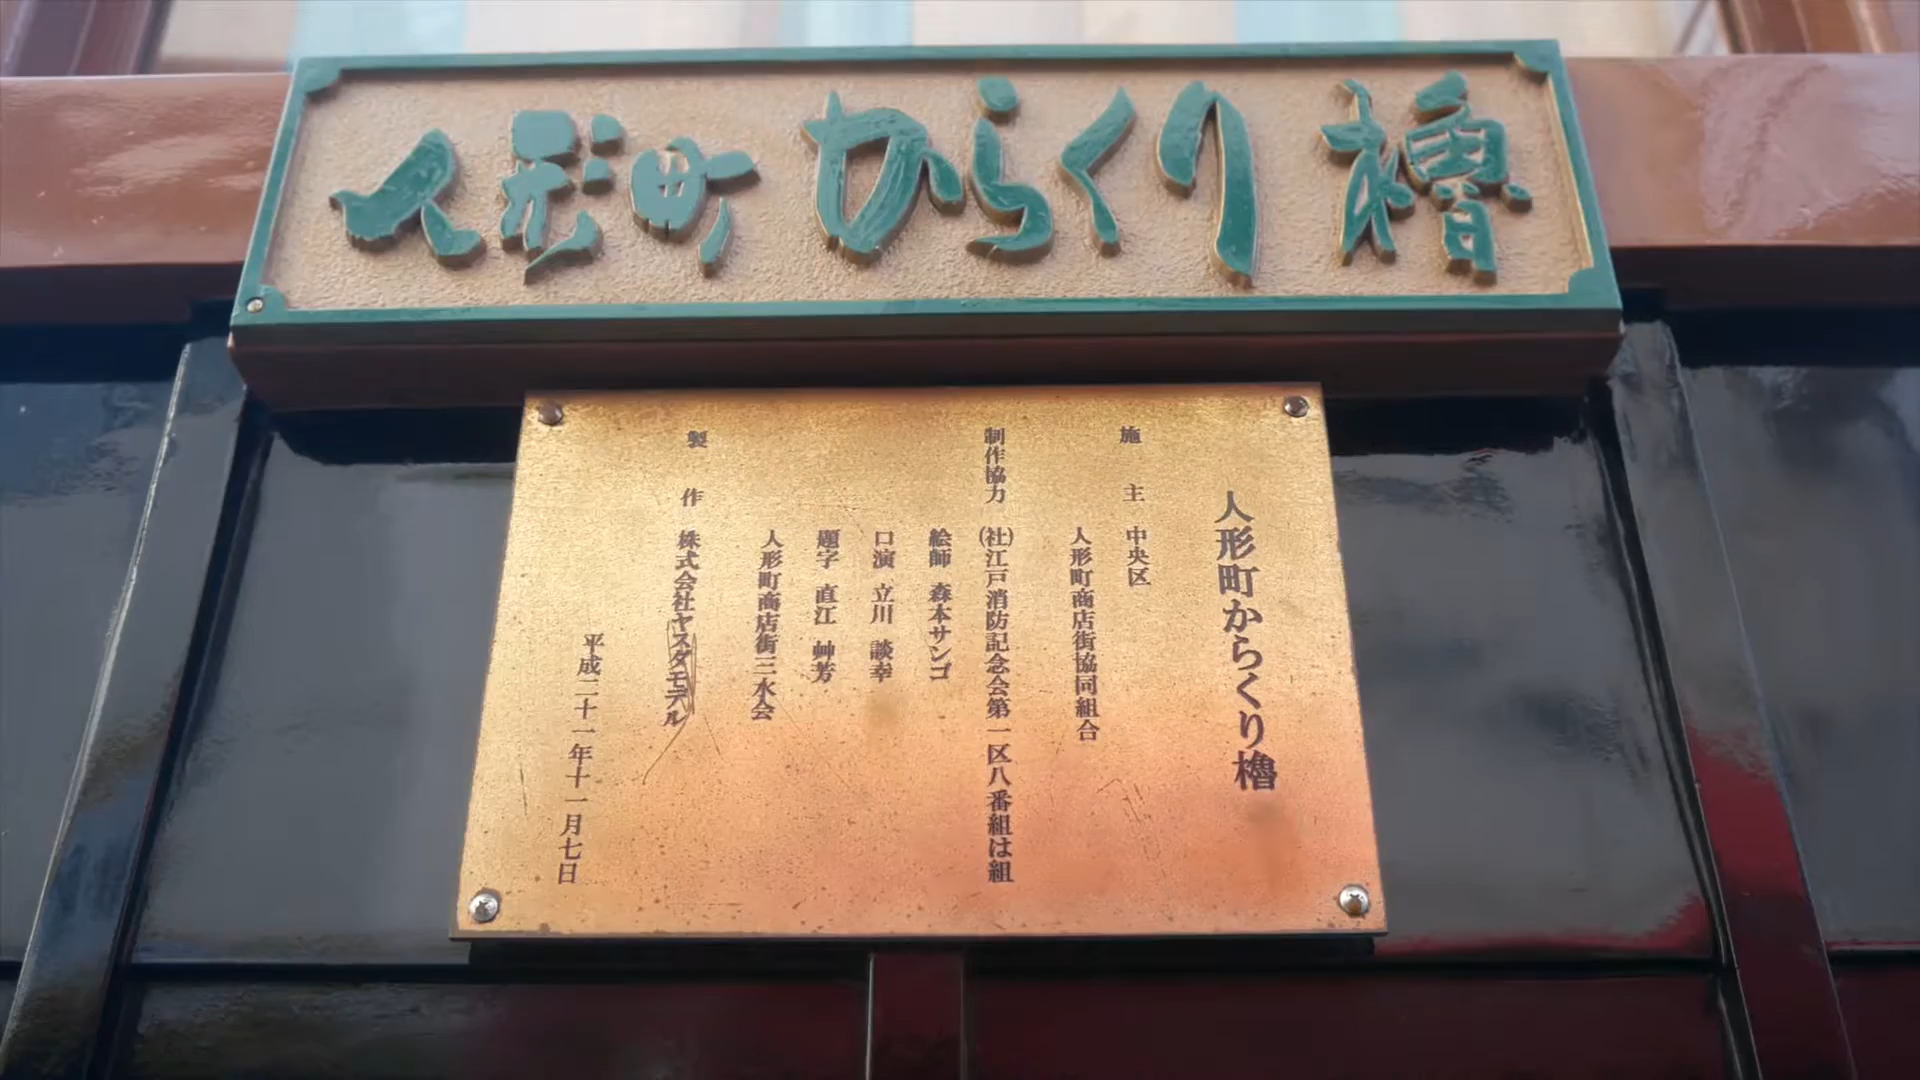 人形町からくり櫓
人形町からくり櫓
施主 中央区
人形町商店街協同組合
制作協力 (社)江戸消防記念会第一区八番組は組
絵師 森本サンゴ
口演 立川 談幸
題字 直江 艸芳
人形町商店街三水会
製作 株式会社ヤスダモデル
平成二十一年十一月七日